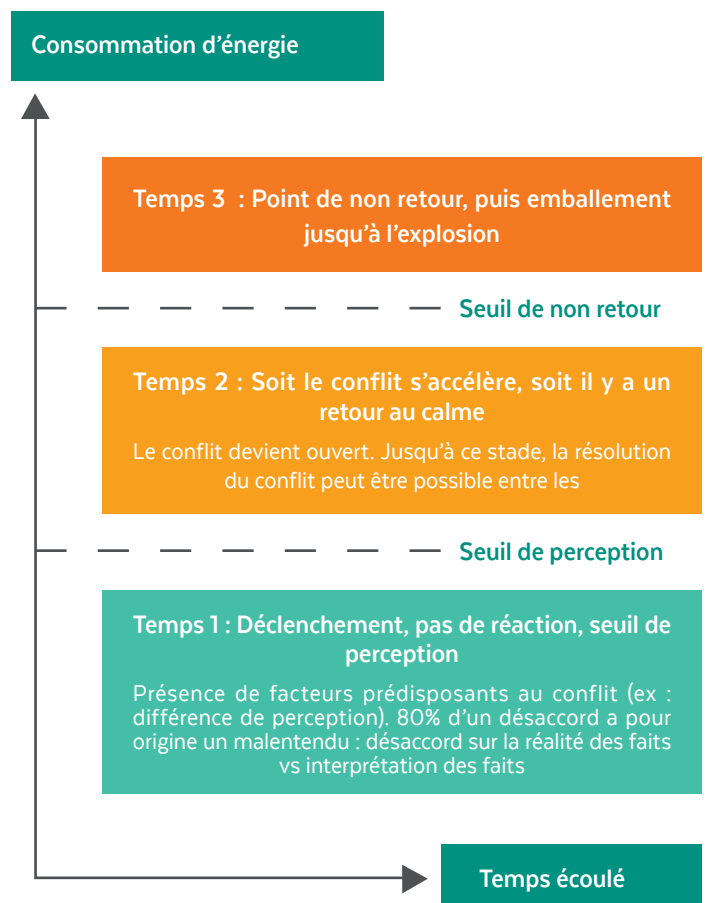 Consommation d'énergie
Temps 3 : Point de non retour, puis emballement
jusqu'à l'explosion
Seuil de non retour
Temps 2 : Soit le conflit s'accélère, soit il y a un
retour au calme
Le conflit devient ouvert. Jusqu'à ce stade, la résolution
du conflit peut être possible entre les
Seuil de perception
Temps 1 : Déclenchement, pas de réaction, seuil de
perception
Présence de facteurs prédisposants au conflit (ex :
différence de perception). 80% d'un désaccord a pour
origine un malentendu : désaccord sur la réalité des faits
vs interprétation des faits
Temps écoulé